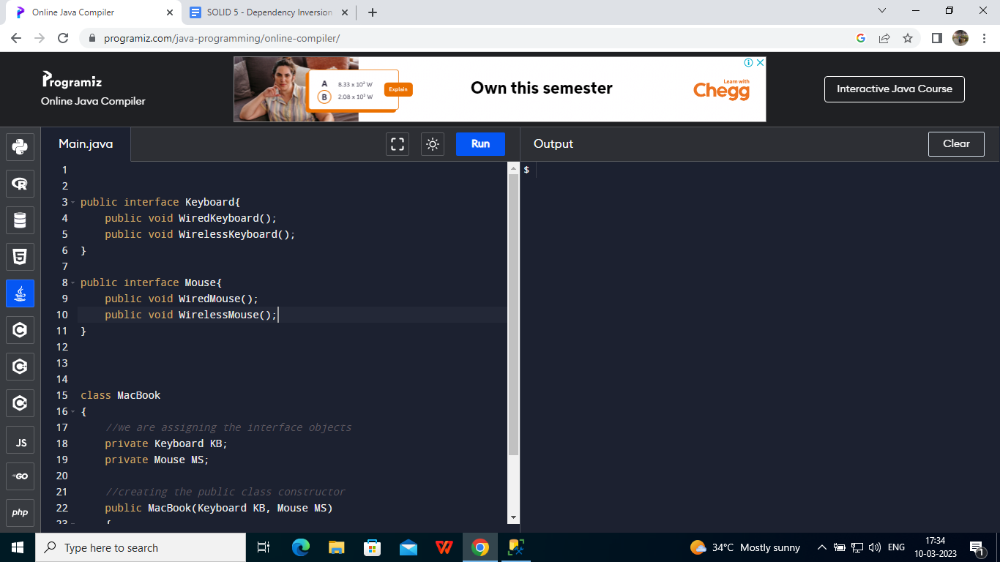 Online Java Compiler
SOLID 5 - Dependency Inversion
programiz.com/java-programming/online-compiler/
Programiz
Online Java Compiler
A 8.33 x 10² W
B 2.08 x 10³ W
Explain
Own this semester
Learn with
Chegg
Interactive Java Course
Main.java
Run
Output
Clear
1
2
3 public interface Keyboard{
4 public void WiredKeyboard();
5 public void WirelessKeyboard();
6 }
7
8 public interface Mouse{
9 public void WiredMouse();
10 public void WirelessMouse();
11 }
12
13
14
15 class MacBook
16 {
17 //we are assigning the interface objects
18 private Keyboard KB;
19 private Mouse MS;
20
21 //creating the public class constructor
22 public MacBook(Keyboard KB, Mouse MS)
23 {
$
R
5
C
C
C
JS
GO
php
Type here to search
34°C Mostly sunny
ENG
17:34
10-03-2023
1